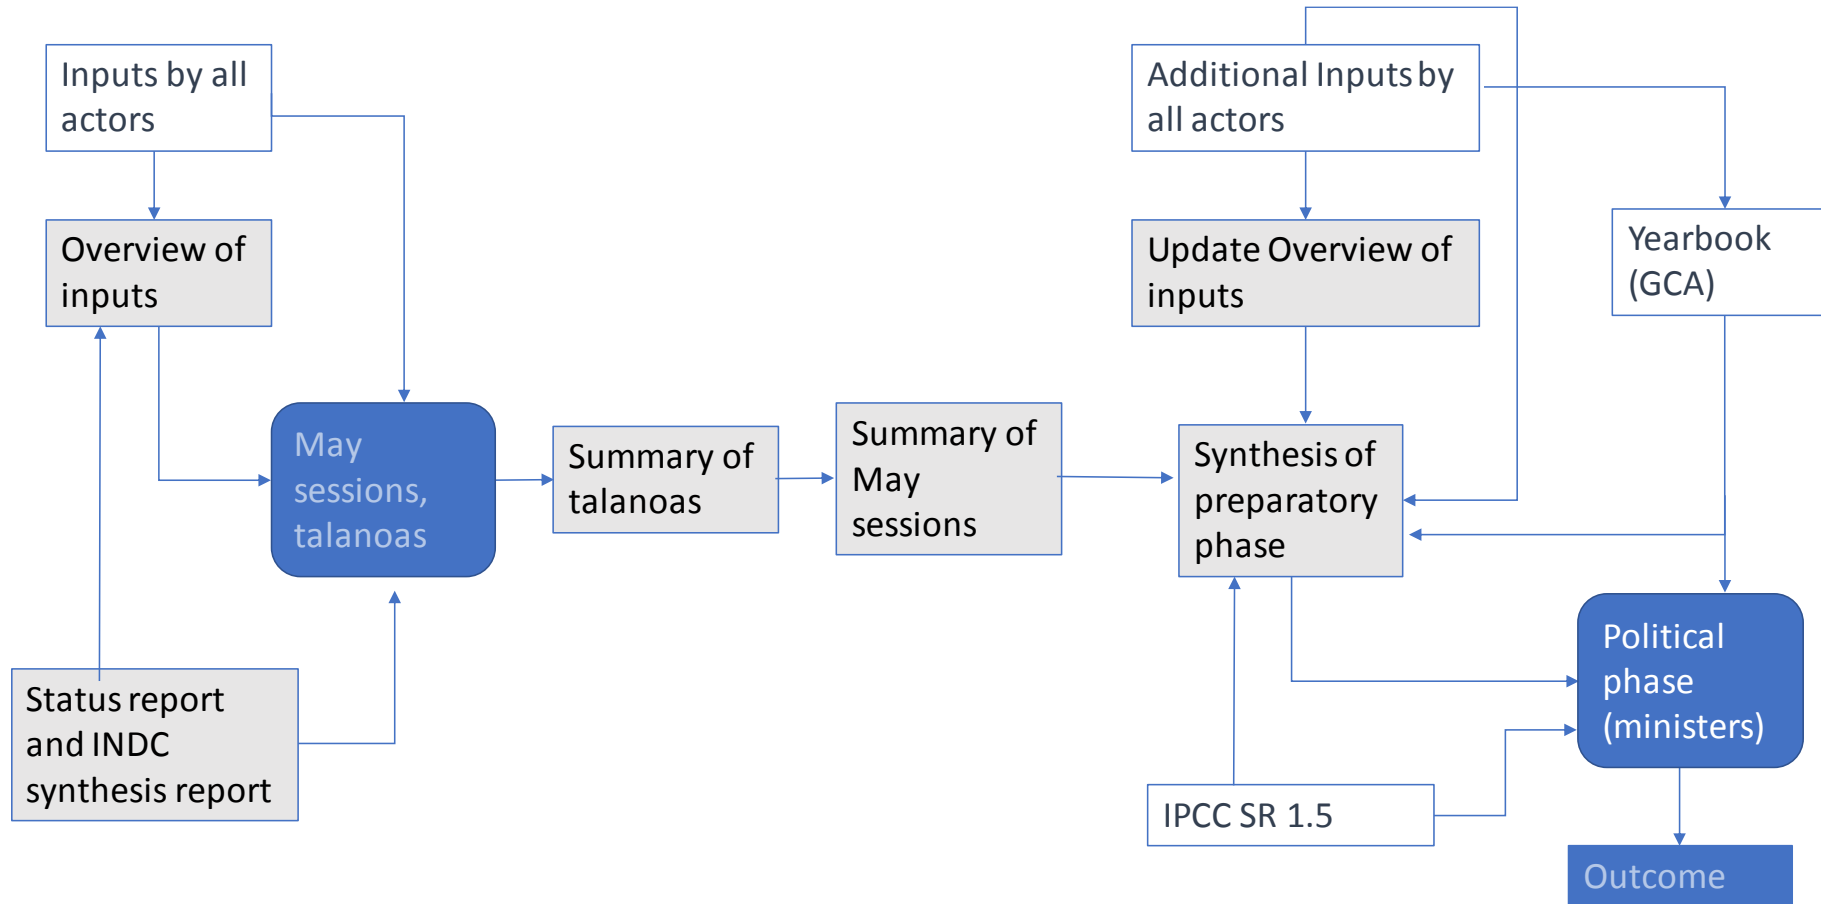 Inputs by all
actors
Additional Inputs by
all actors
Overview of
inputs
Update Overview of
inputs
Yearbook
(GCA)
May
sessions,
talanoas
Summary of
talanoas
Summary of
May
sessions
Synthesis of
preparatory
phase
Political
phase
(ministers)
Status report
and INDC
synthesis report
IPCC SR 1.5
Outcome